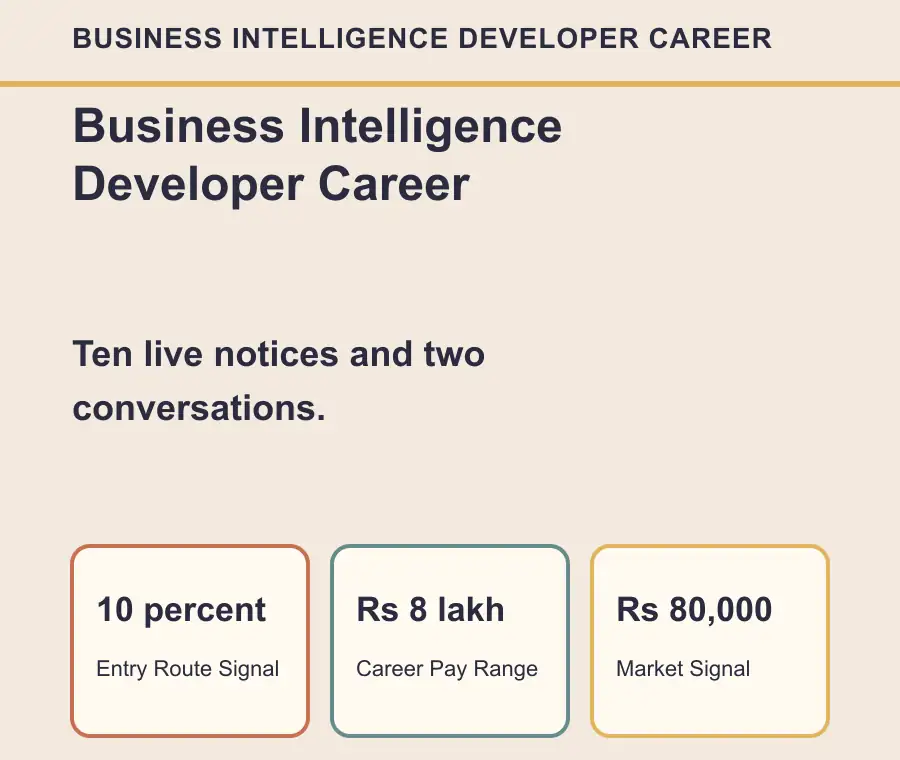 BUSINESS INTELLIGENCE DEVELOPER CAREER
Business Intelligence
Developer Career
Ten live notices and two
conversations.
10 percent
Entry Route Signal
Rs 8 lakh
Career Pay Range
Rs 80,000
Market Signal